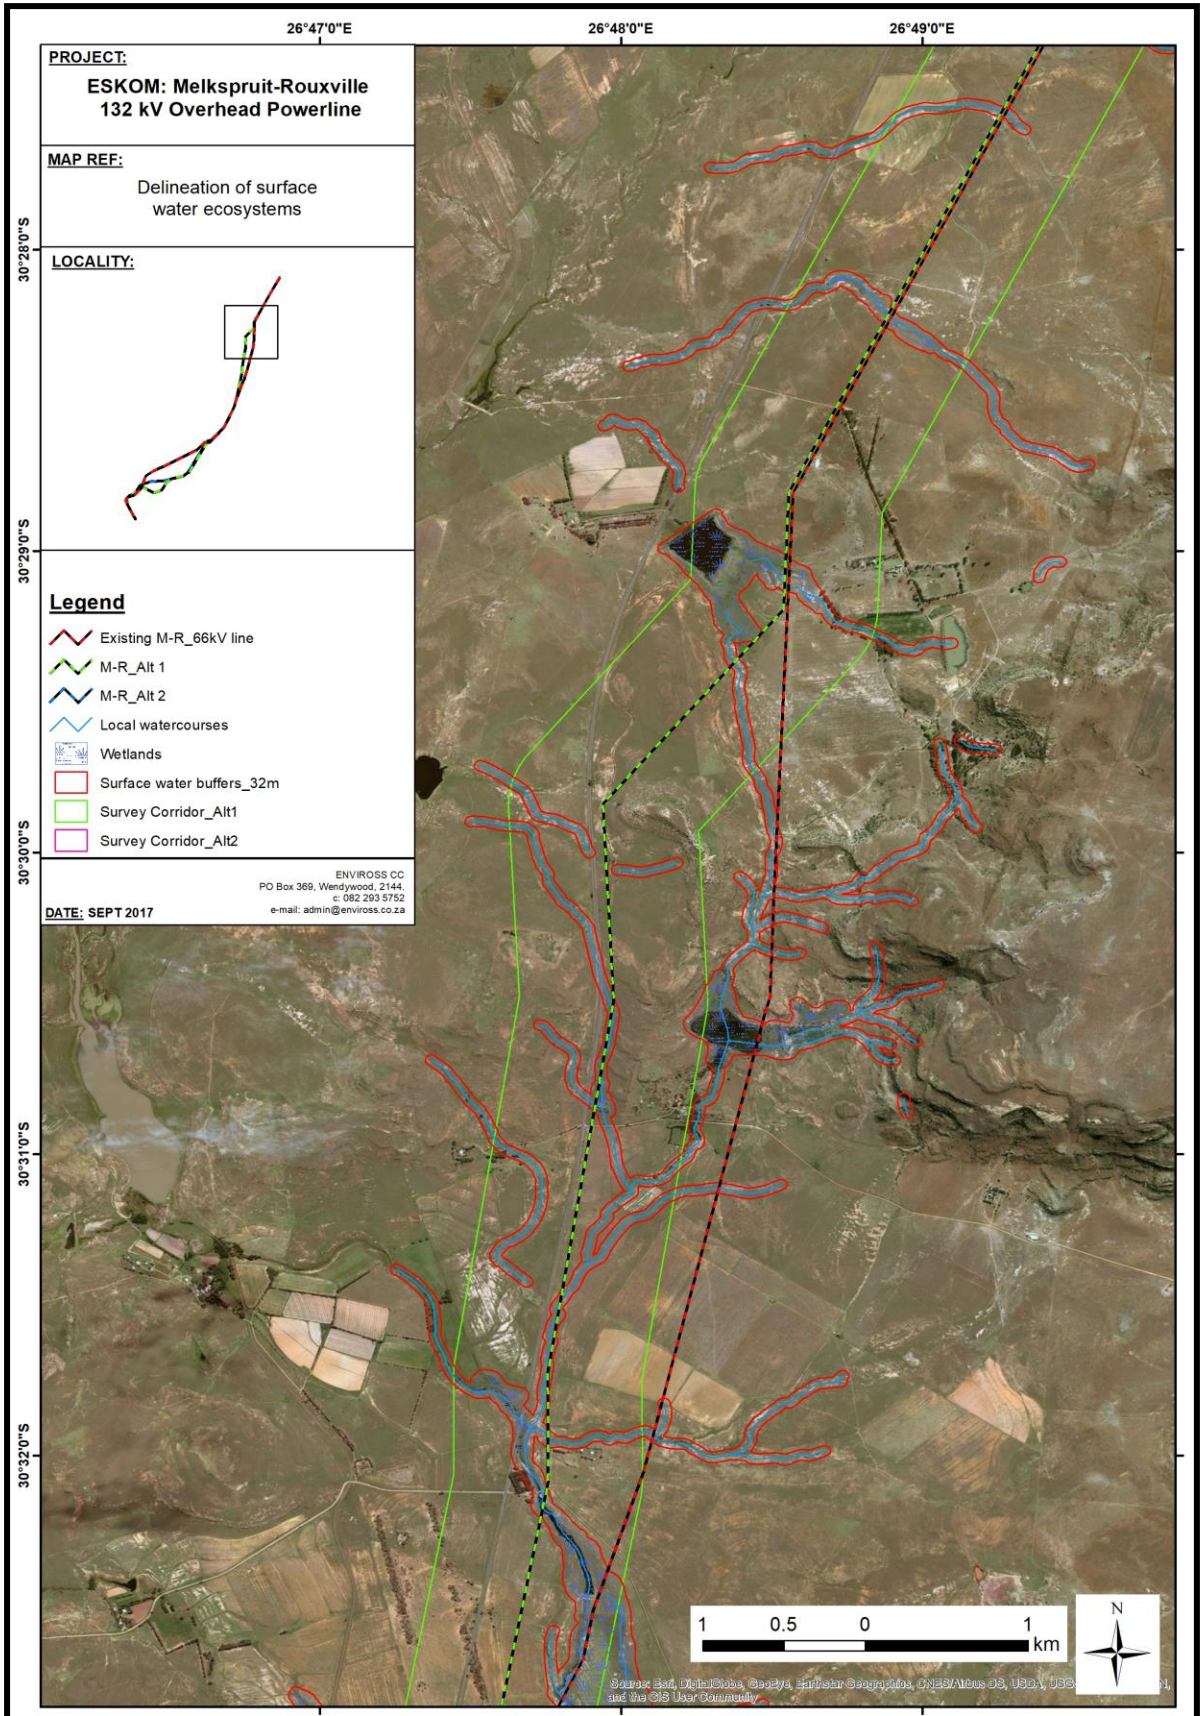 26°47'0"E
26°48'0"E
26°49'0"E
PROJECT:
ESKOM: Melkspruit-Rouxville
132 kV Overhead Powerline
MAP REF:
Delineation of surface
water ecosystems
LOCALITY:
30°28'0"S
30°29'0"S
30°30'0"S
30°31'0"S
30°32'0"S
Legend
Existing M-R_66kV line
M-R_Alt 1
M-R_Alt 2
Local watercourses
Wetlands
Surface water buffers_32m
Survey Corridor_Alt1
Survey Corridor_Alt2
ENVIROSS CC
PO Box 369, Wendywood, 2144.
c: 082 293 5752
e-mail: admin@enviross.co.za
DATE: SEPT 2017
1 0.5 0 1
km
N
Source: Esri, DigitalGlobe, GeoEye, Earthstar Geographics, CNES/Airbus DS, USDA,
and the GIS User Community